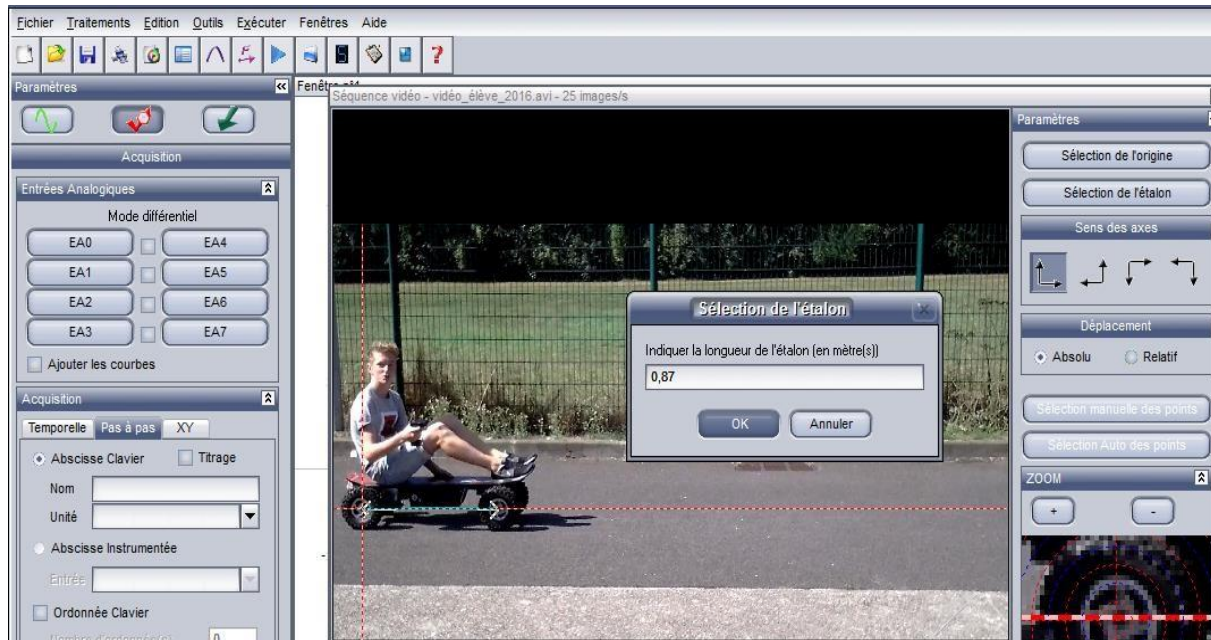 Fichier Traitements Edition Outils Exécuter Fenêtres Aide
Paramètres
Acquisition
Entrées Analogiques
Mode différentiel
EA0 EA4
EA1 EA5
EA2 EA6
EA3 EA7
Ajouter les courbes
Acquisition
Temporelle Pas à pas XY
Abscisse Clavier Titrage
Nom
Unité
Abscisse Instrumentée
Entrée
Ordonnée Clavier
Séquence vidéo - vidéo_élève_2016.avi - 25 images/s
Sélection de l'étalon
Indiquer la longueur de l'étalon (en mètre(s))
0,87
OK Annuler
Paramètres
Sélection de l'origine
Sélection de l'étalon
Sens des axes
Déplacement
Absolu Relatif
Sélection manuelle des points
Sélection Auto des points
ZOOM
+ -